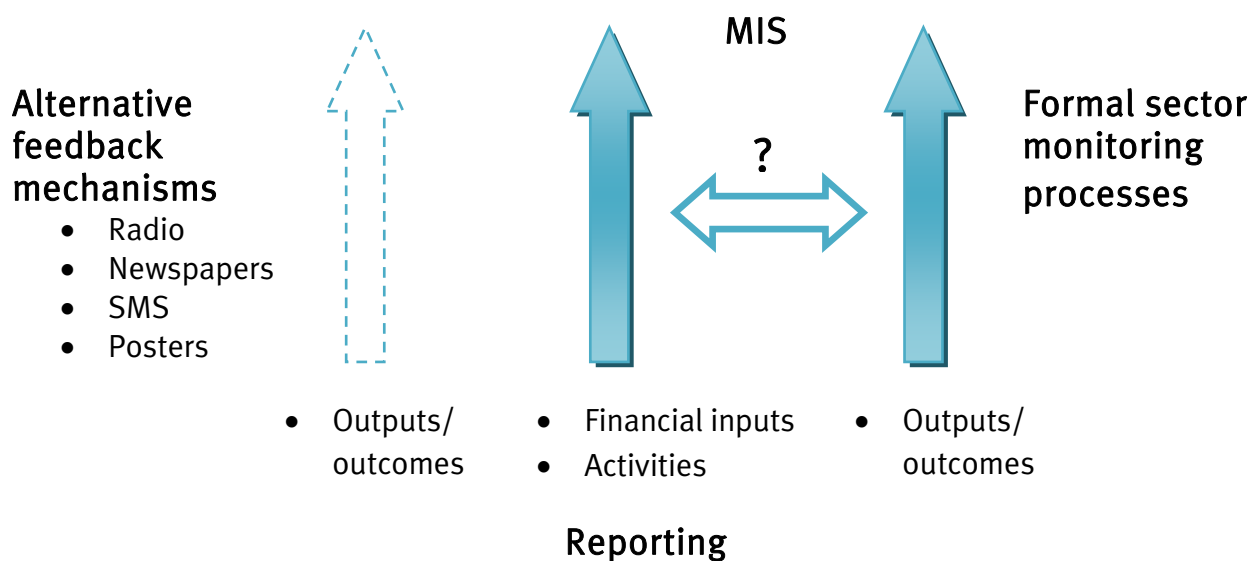 MIS
Alternative
feedback
mechanisms
• Radio
• Newspapers
• SMS
• Posters
?
Formal sector
monitoring
processes
• Outputs/
outcomes
• Financial inputs
• Activities
• Outputs/
outcomes
Reporting